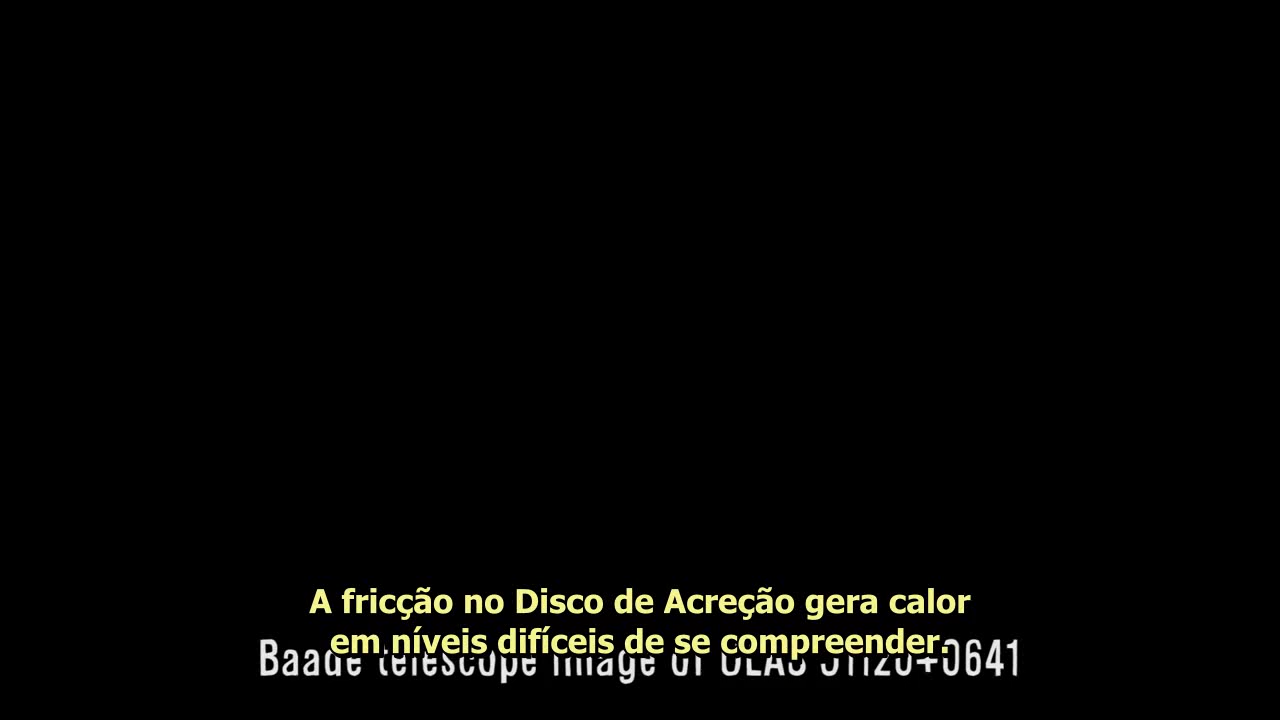 A fricção no Disco de Acreção gera calor
em níveis difíceis de se compreender.
Baade telescope image of ULAS J1120+0641